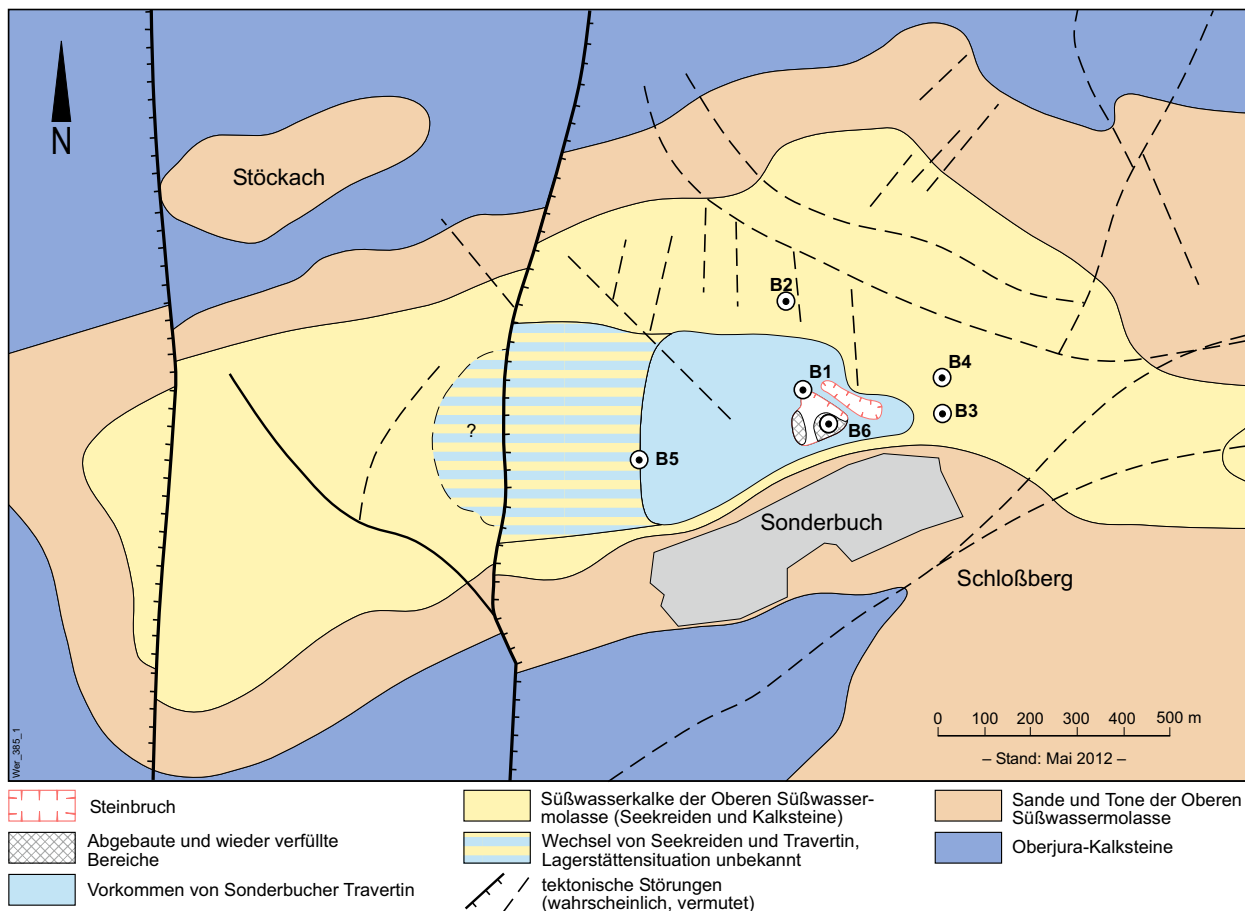 N
Stöckach
B2
B1
B4
B3
B6
?
B5
Sonderbuch
Schloßberg
0 100 200 300 400 500 m
– Stand: Mai 2012 –
Wer_385_1
Steinbruch
Abgebaute und wieder verfüllte
Bereiche
Vorkommen von Sonderbucher Travertin
Süßwasserkalke der Oberen Süßwasser-
molasse (Seekreiden und Kalksteine)
Wechsel von Seekreiden und Travertin,
Lagerstättensituation unbekannt
tektonische Störungen
(wahrscheinlich, vermutet)
Sande und Tone der Oberen
Süßwassermolasse
Oberjura-Kalksteine